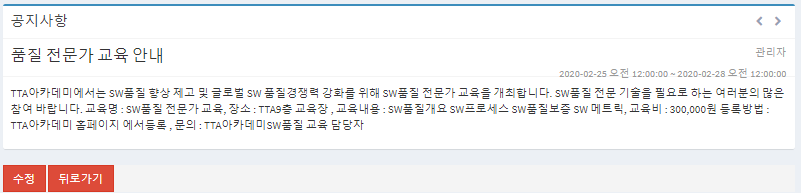 공지사항
품질 전문가 교육 안내
관리자
2020-02-25 오전 12:00:00 ~ 2020-02-28 오전 12:00:00
TTA아카데미에서는 SW품질 향상 제고 및 글로벌 SW 품질경쟁력 강화를 위해 SW품질 전문가 교육을 개최합니다. SW품질 전문 기술을 필요로 하는 여러분의 많은
참여 바랍니다. 교육명 : SW품질 전문가 교육, 장소 : TTA9층 교육장 , 교육내용 : SW품질개요 SW프로세스 SW품질보증 SW 메트릭, 교육비 : 300,000원 등록방법 :
TTA아카데미 홈페이지 에서등록 , 문의 : TTA아카데미SW품질 교육 담당자
수정
뒤로가기